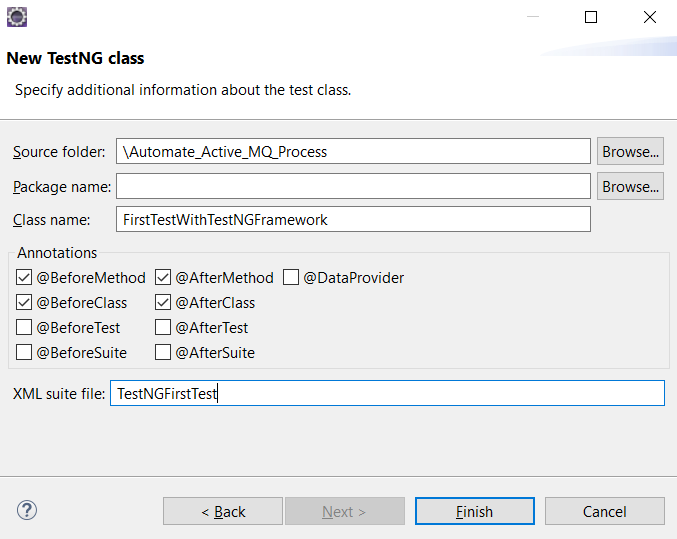 New TestNG class
Specify additional information about the test class.
Source folder: \Automate_Active_MQ_Process Browse...
Package name: Browse...
Class name: FirstTestWithTestNGFramework
Annotations
@BeforeMethod @AfterMethod @DataProvider
@BeforeClass @AfterClass
@BeforeTest @AfterTest
@BeforeSuite @AfterSuite
XML suite file: TestNGFirstTest
? < Back Next > Finish Cancel